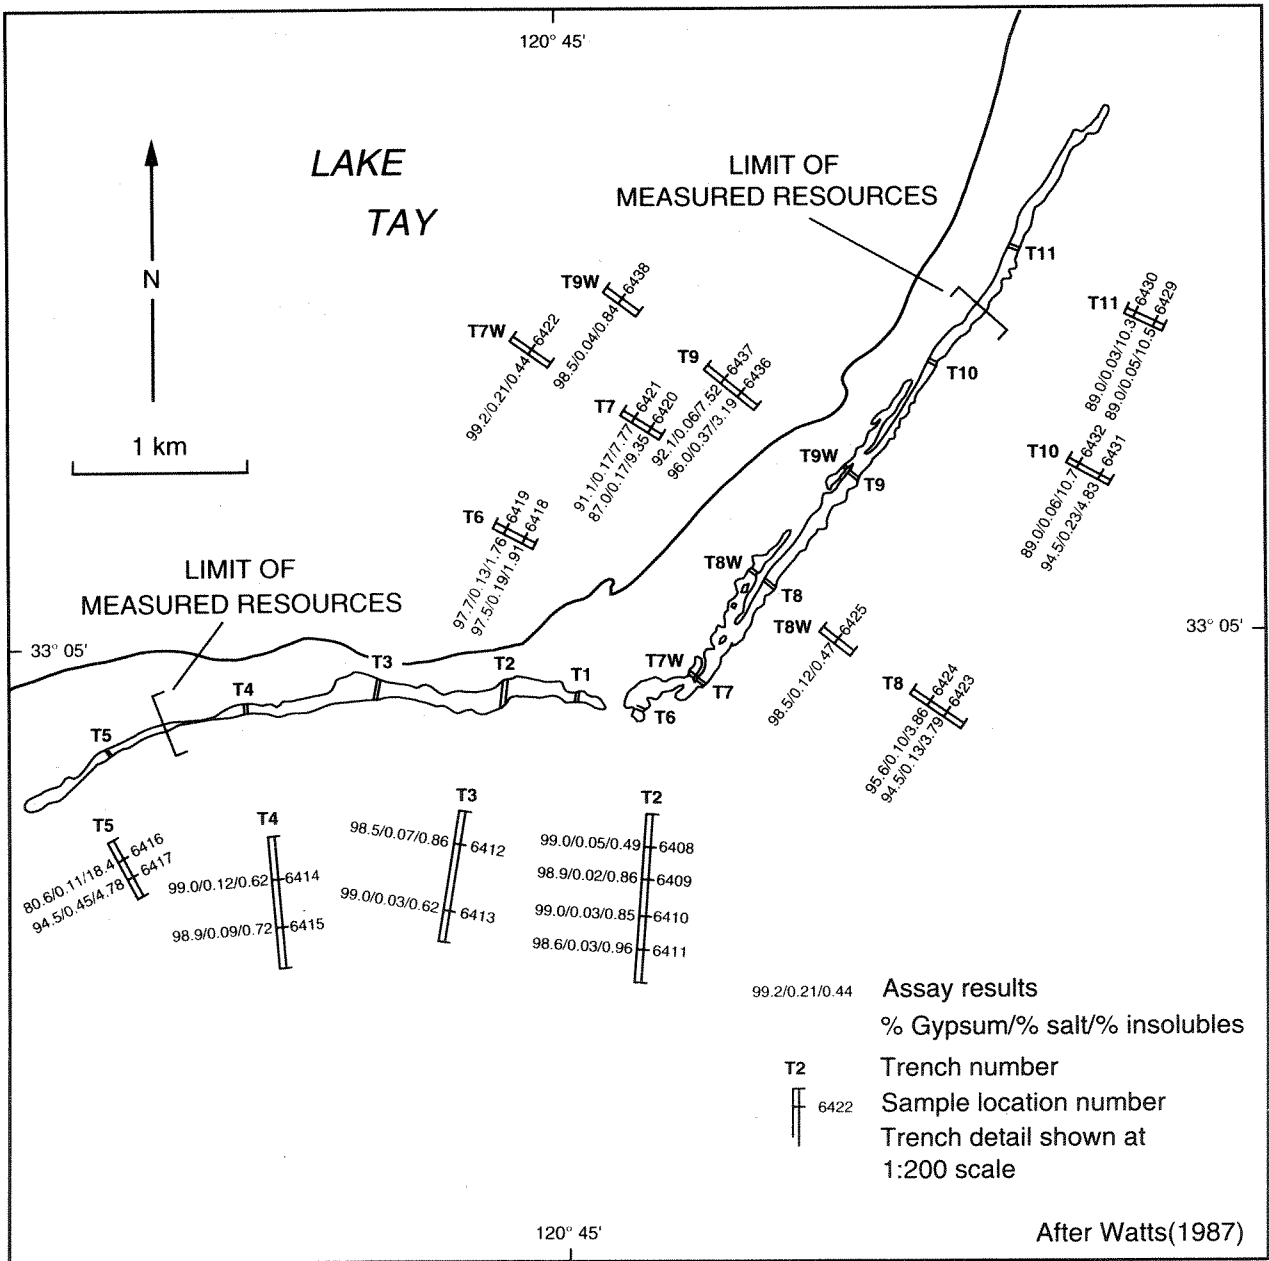 120° 45'
LAKE
TAY
LIMIT OF
MEASURED RESOURCES
N
1 km
T11
T9W
6438
98.5/0.04/0.84
T7W
6422
99.2/0.21/0.44
T11
6430
6429
89.0/0.03/10.3
89.0/0.05/10.5
T9
6437
6436
92.1/0.06/7.52
96.0/0.37/3.19
T10
T7
6421
6420
91.1/0.17/7.77
87.0/0.17/9.35
T10
6432
6431
89.0/0.06/10.7
94.5/0.23/4.83
T9W
T9
T6
6419
6418
97.7/0.13/1.76
97.5/0.19/1.91
T8W
T8
LIMIT OF
MEASURED RESOURCES
33° 05'
33° 05'
T8W
6425
98.5/0.12/0.47
T3
T2
T1
T7W
T7
T6
T4
T5
T8
6424
6423
95.6/0.10/3.86
94.5/0.13/3.79
T5
6416
6417
80.6/0.11/18.4
94.5/0.45/4.78
T4
99.0/0.12/0.62
6414
98.9/0.09/0.72
6415
T3
98.5/0.07/0.86
6412
99.0/0.03/0.62
6413
T2
99.0/0.05/0.49
6408
98.9/0.02/0.86
6409
99.0/0.03/0.85
6410
98.6/0.03/0.96
6411
99.2/0.21/0.44 Assay results
% Gypsum/% salt/% insolubles
T2 Trench number
6422 Sample location number
Trench detail shown at
1:200 scale
120° 45'
After Watts(1987)